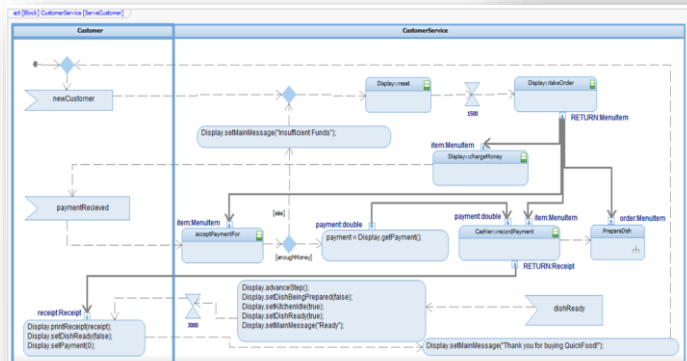 act [Block] CustomerService [ServeCustomer]
Customer
CustomerService
newCustomer
Display::reset
1500
Display::takeOrder
RETURN:MenuItem
Display.setMainMessage("Insufficient Funds");
item:MenuItem
Display::chargeMoney
paymentRecieved
item:MenuItem
acceptPaymentFor
[else]
[enoughMoney]
payment:double
payment = Display.getPayment();
payment:double
item:MenuItem
Cashier::recordPayment
order:MenuItem
PrepareDish
RETURN:Receipt
receipt:Receipt
Display.printReceipt(receipt);
Display.setDishReady(false);
Display.setPayment(0);
3000
Display.advanceStep();
Display.setDishBeingPrepared(false);
Display.setKitchenIdle(true);
Display.setDishReady(true);
Display.setMainMessage("Ready");
dishReady
Display.setMainMessage("Thank you for buying QuickFood!");